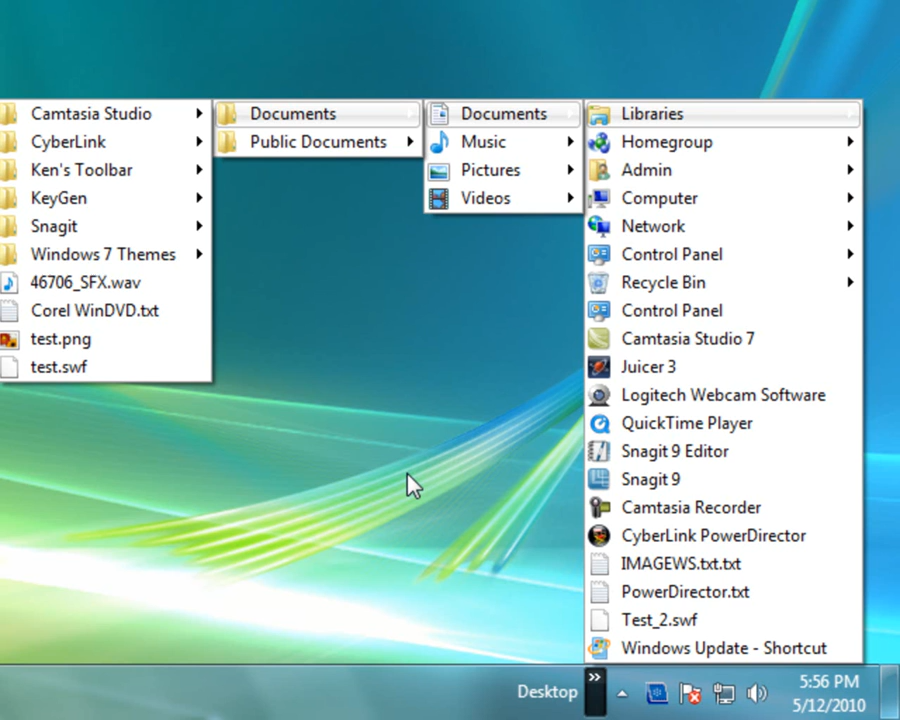 Camtasia Studio
CyberLink
Ken's Toolbar
KeyGen
Snagit
Windows 7 Themes
46706_SFX.wav
Corel WinDVD.txt
test.png
test.swf
Documents
Public Documents
Documents
Music
Pictures
Videos
Libraries
Homegroup
Admin
Computer
Network
Control Panel
Recycle Bin
Control Panel
Camtasia Studio 7
Juicer 3
Logitech Webcam Software
QuickTime Player
Snagit 9 Editor
Snagit 9
Camtasia Recorder
CyberLink PowerDirector
IMAGEWS.txt.txt
PowerDirector.txt
Test_2.swf
Windows Update - Shortcut
Desktop
5:56 PM
5/12/2010